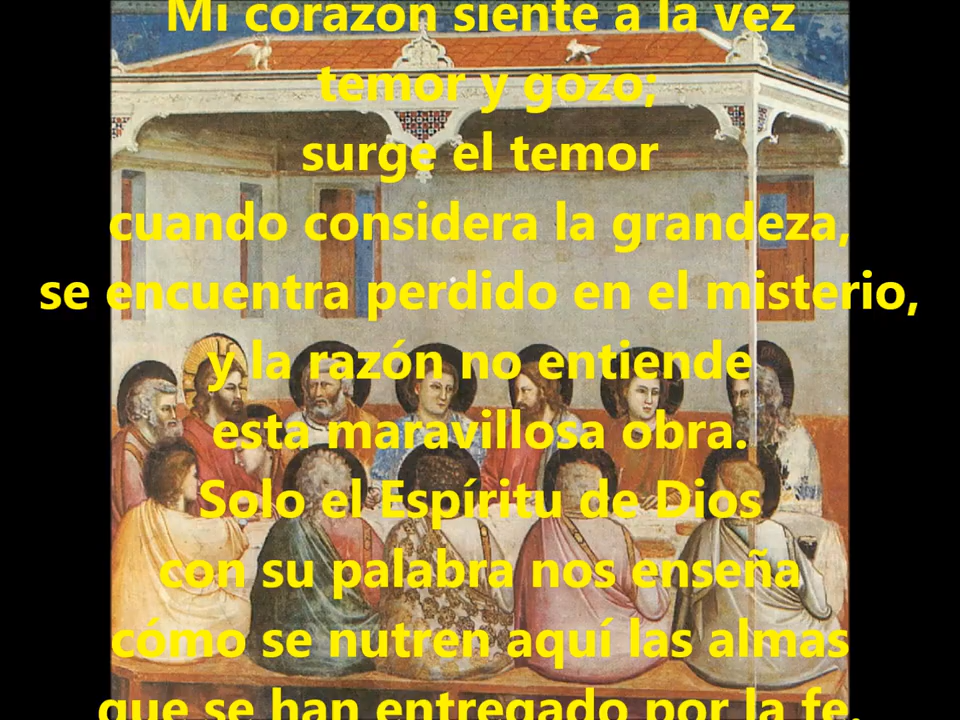 Mi corazón siente a la vez
temor y gozo;
surge el temor
cuando considera la grandeza,
se encuentra perdido en el misterio,
y la razón no entiende
esta maravillosa obra.
Solo el Espíritu de Dios
con su palabra nos enseña
cómo se nutren aquí las almas
que se han entregado por la fe.